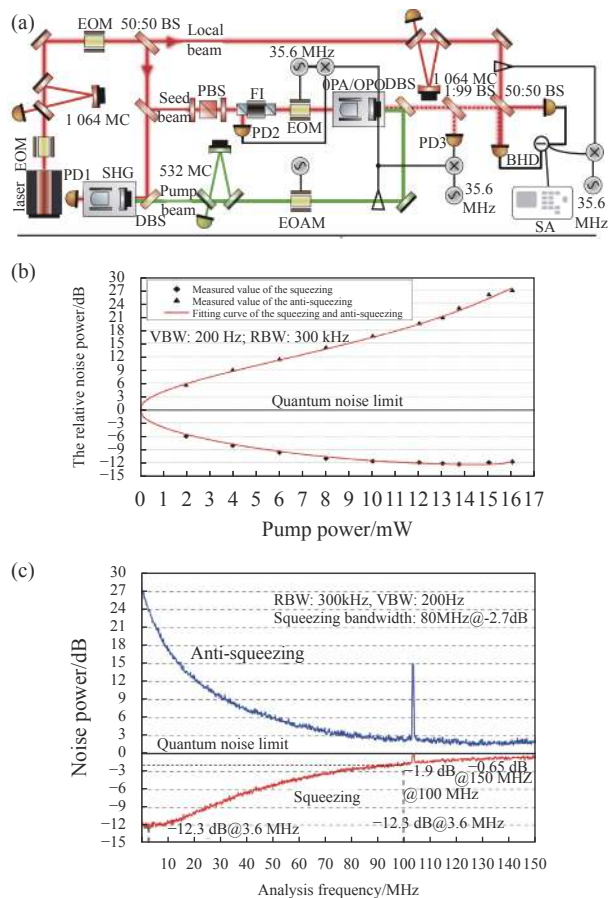 (a)
EOM 50:50 BS
Local
beam
35.6 MHz
1 064 MC
PBS
FI
0PA/OPO
DBS
1 064 MC
1:99 BS
50:50 BS
Seed
beam
PD2
EOM
PD3
BHD
EOM
laser
PD1
SHG
532 MC
Pump
beam
DBS
EOAM
35.6
MHz
SA
35.6
MHz
(b)
30
27
24
21
18
15
12
9
6
3
0
−3
−6
−9
−12
−15
The relative noise power/dB
Measured value of the squeezing
Measured value of the anti-squeezing
Fitting curve of the squeezing and anti-squeezing
VBW: 200 Hz; RBW: 300 kHz
Quantum noise limit
0 1 2 3 4 5 6 7 8 9 10 11 12 13 14 15 16 17
Pump power/mW
(c)
30
27
24
21
18
15
12
9
6
3
0
−3
−6
−9
−12
−15
Noise power/dB
RBW: 300kHz, VBW: 200Hz
Squeezing bandwidth: 80MHz@-2.7dB
Anti-squeezing
Quantum noise limit
−1.9 dB
@100 MHZ
−0.65 dB
@150 MHZ
Squeezing
−12.3 dB@3.6 MHz
−12.3 dB@3.6 MHz
10 20 30 40 50 60 70 80 90 100 110 120 130 140 150
Analysis frequency/MHz